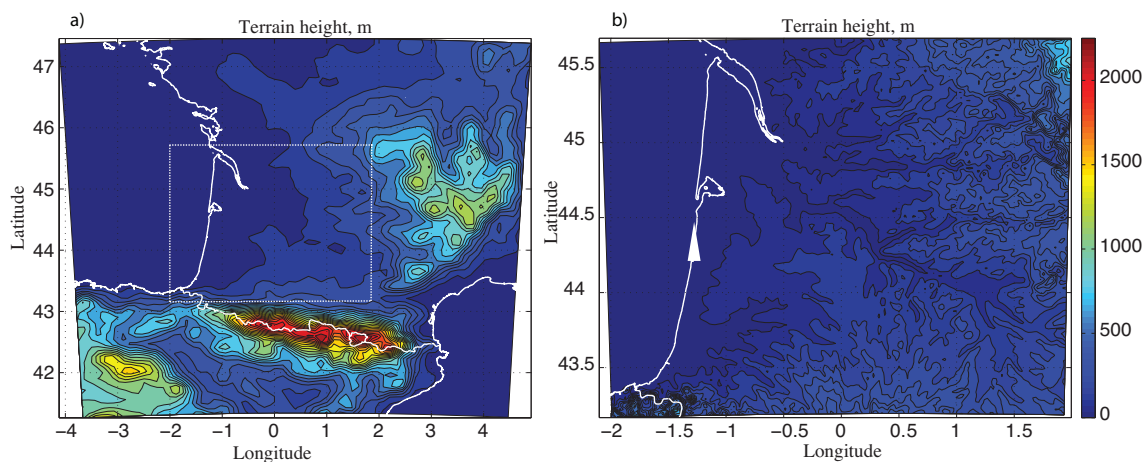 a)
Terrain height, m
47
46
45
44
43
42
Latitude
−4 −3 −2 −1 0 1 2 3 4
Longitude
b)
Terrain height, m
45.5
45
44.5
44
43.5
Latitude
−2 −1.5 −1 −0.5 0 0.5 1 1.5
Longitude
2000
1500
1000
500
0